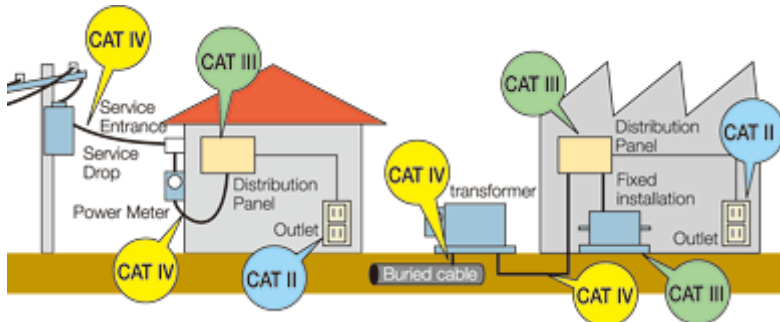 CAT IV
CAT III
Service
Entrance
Service
Drop
Power Meter
Distribution
Panel
Outlet
CAT IV
CAT II
CAT IV
transformer
Buried cable
CAT III
Distribution
Panel
CAT II
Fixed
installation
Outlet
CAT IV
CAT III